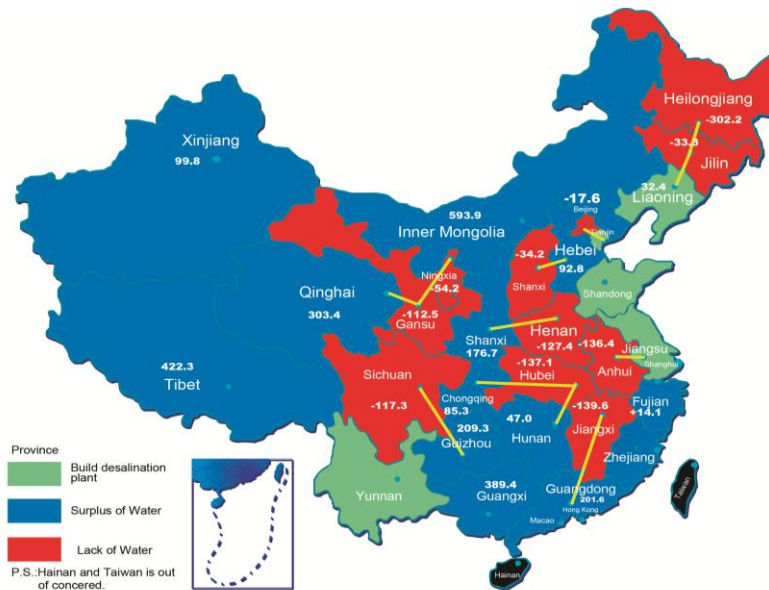 Heilongjiang
-302.2
-33.3
Jilin
Xinjiang
99.8
32.4
Liaoning
-17.6
Beijing
593.9
Inner Mongolia
Tianjin
-34.2
Hebei
92.8
Ningxia
-54.2
Shanxi
Shandong
Qinghai
303.4
-112.5
Gansu
Henan
-127.4
-136.4
Jiangsu
Shanghai
Shanxi
176.7
-137.1
Hubei
Anhui
422.3
Tibet
Sichuan
-117.3
Chongqing
85.3
Fujian
+14.1
209.3
Guizhou
47.0
Hunan
-139.6
Jiangxi
Zhejiang
389.4
Guangxi
Guangdong
201.6
Hong Kong
Macao
Yunnan
Taiwan
Hainan
Province
Build desalination
plant
Surplus of Water
Lack of Water
P.S.:Hainan and Taiwan is out
of concered.